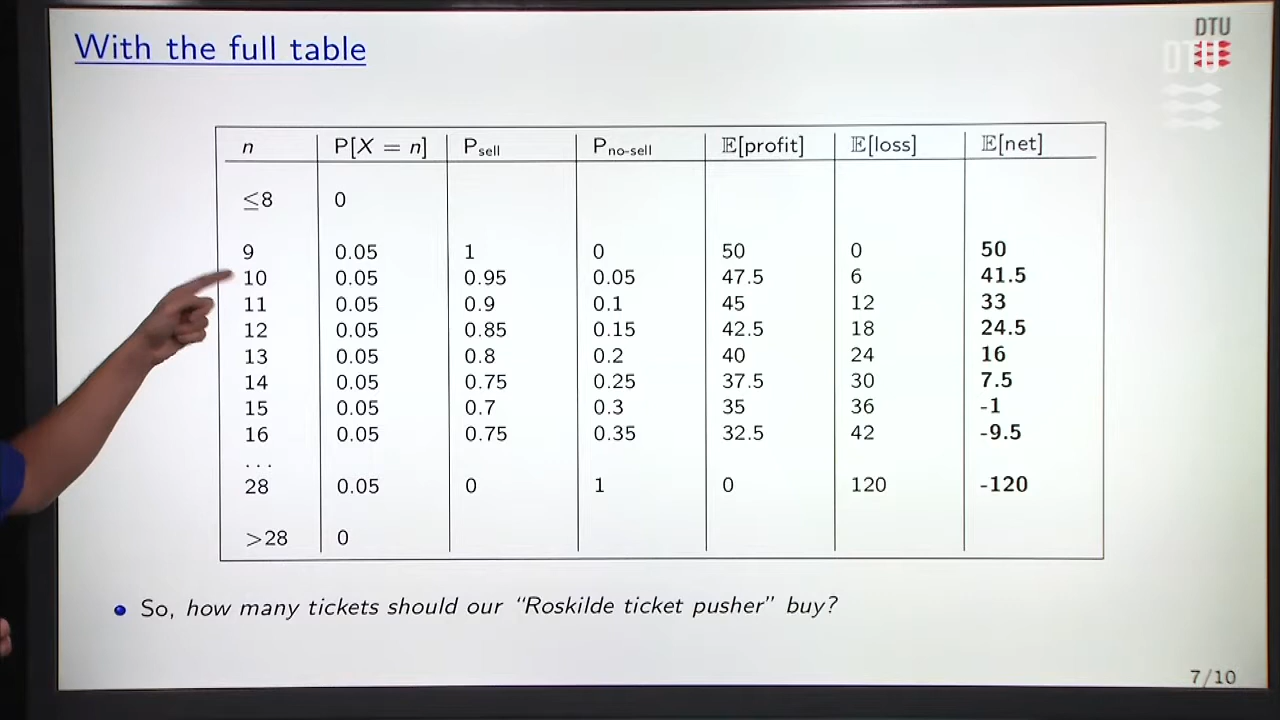 With the full table
DTU
DTU
n P[X = n] P_sell P_no-sell 𝔼[profit] 𝔼[loss] 𝔼[net]
≤8 0
9 0.05 1 0 50 0 50
10 0.05 0.95 0.05 47.5 6 41.5
11 0.05 0.9 0.1 45 12 33
12 0.05 0.85 0.15 42.5 18 24.5
13 0.05 0.8 0.2 40 24 16
14 0.05 0.75 0.25 37.5 30 7.5
15 0.05 0.7 0.3 35 36 -1
16 0.05 0.75 0.35 32.5 42 -9.5
...
28 0.05 0 1 0 120 -120
>28 0
• So, how many tickets should our “Roskilde ticket pusher” buy?
7/10